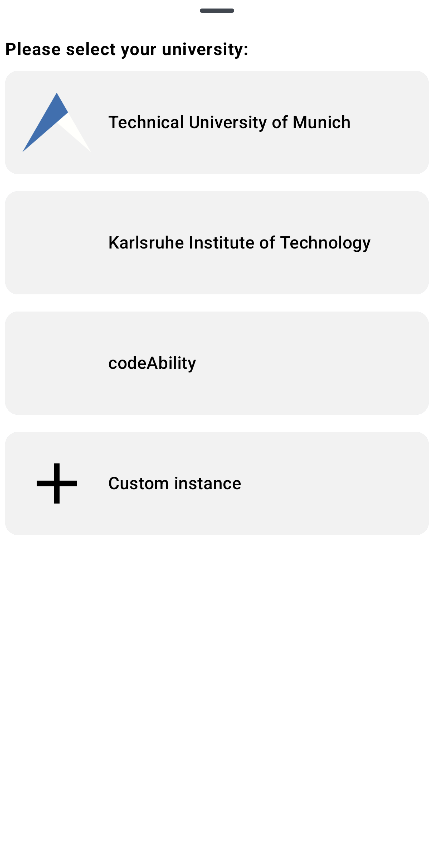 Please select your university:
Technical University of Munich
Karlsruhe Institute of Technology
codeAbility
Custom instance